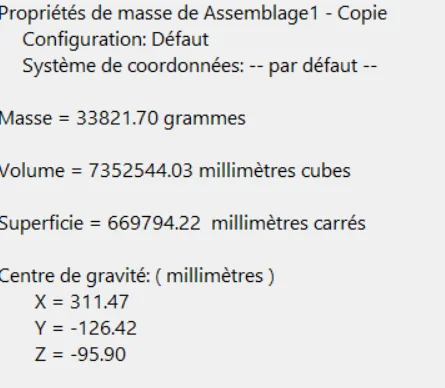 Propriétés de masse de Assemblage1 - Copie
Configuration: Défaut
Système de coordonnées: -- par défaut --
Masse = 33821.70 grammes
Volume = 7352544.03 millimètres cubes
Superficie = 669794.22 millimètres carrés
Centre de gravité: ( millimètres )
X = 311.47
Y = -126.42
Z = -95.90